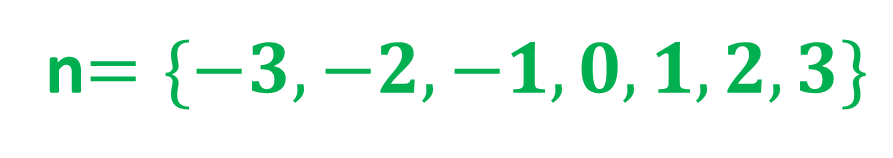 n= {−3, −2, −1, 0, 1, 2, 3}